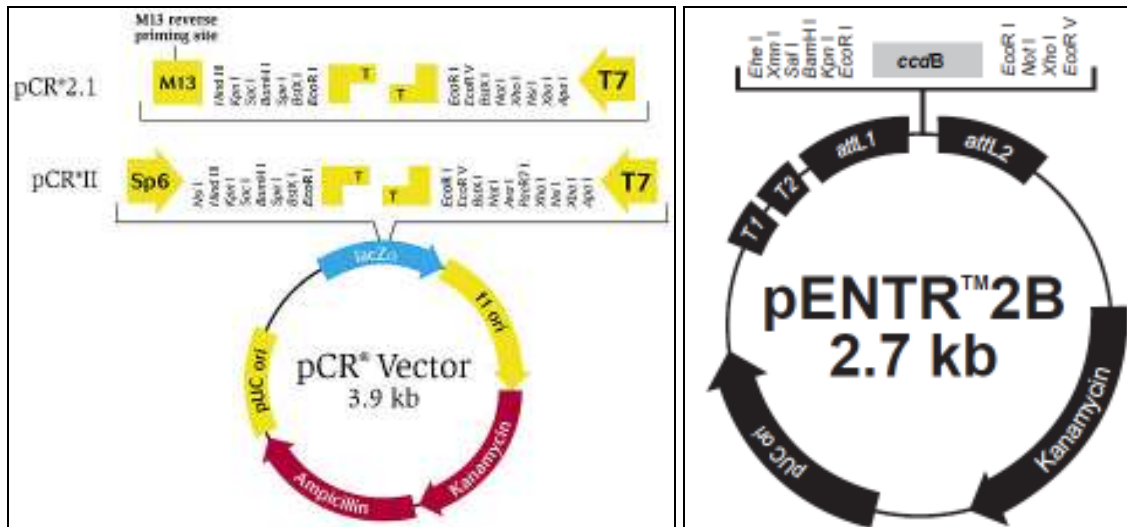 M13 reverse
priming site
pCR®2.1
M13
Hind III
Kpn I
Sac I
BamH I
Spe I
BstX I
EcoR I
T
T
EcoR I
EcoR V
BstX I
Not I
Xho I
Nsi I
Xba I
Apa I
T7
pCR®II
Sp6
Nsi I
Hind III
Kpn I
Sac I
BamH I
Spe I
BstX I
EcoR I
T
T
EcoR I
EcoR V
BstX I
Not I
Ava I
PaeR7 I
Xho I
Nsi I
Xba I
Apa I
T7
lacZα
f1 ori
pUC ori
pCR® Vector
3.9 kb
Kanamycin
Ampicillin
Ehe I
Xmn I
Sal I
BamH I
Kpn I
EcoR I
ccdB
EcoR I
Not I
Xho I
EcoR V
attL1
attL2
T1
T2
pENTR™2B
2.7 kb
Kanamycin
pUC ori